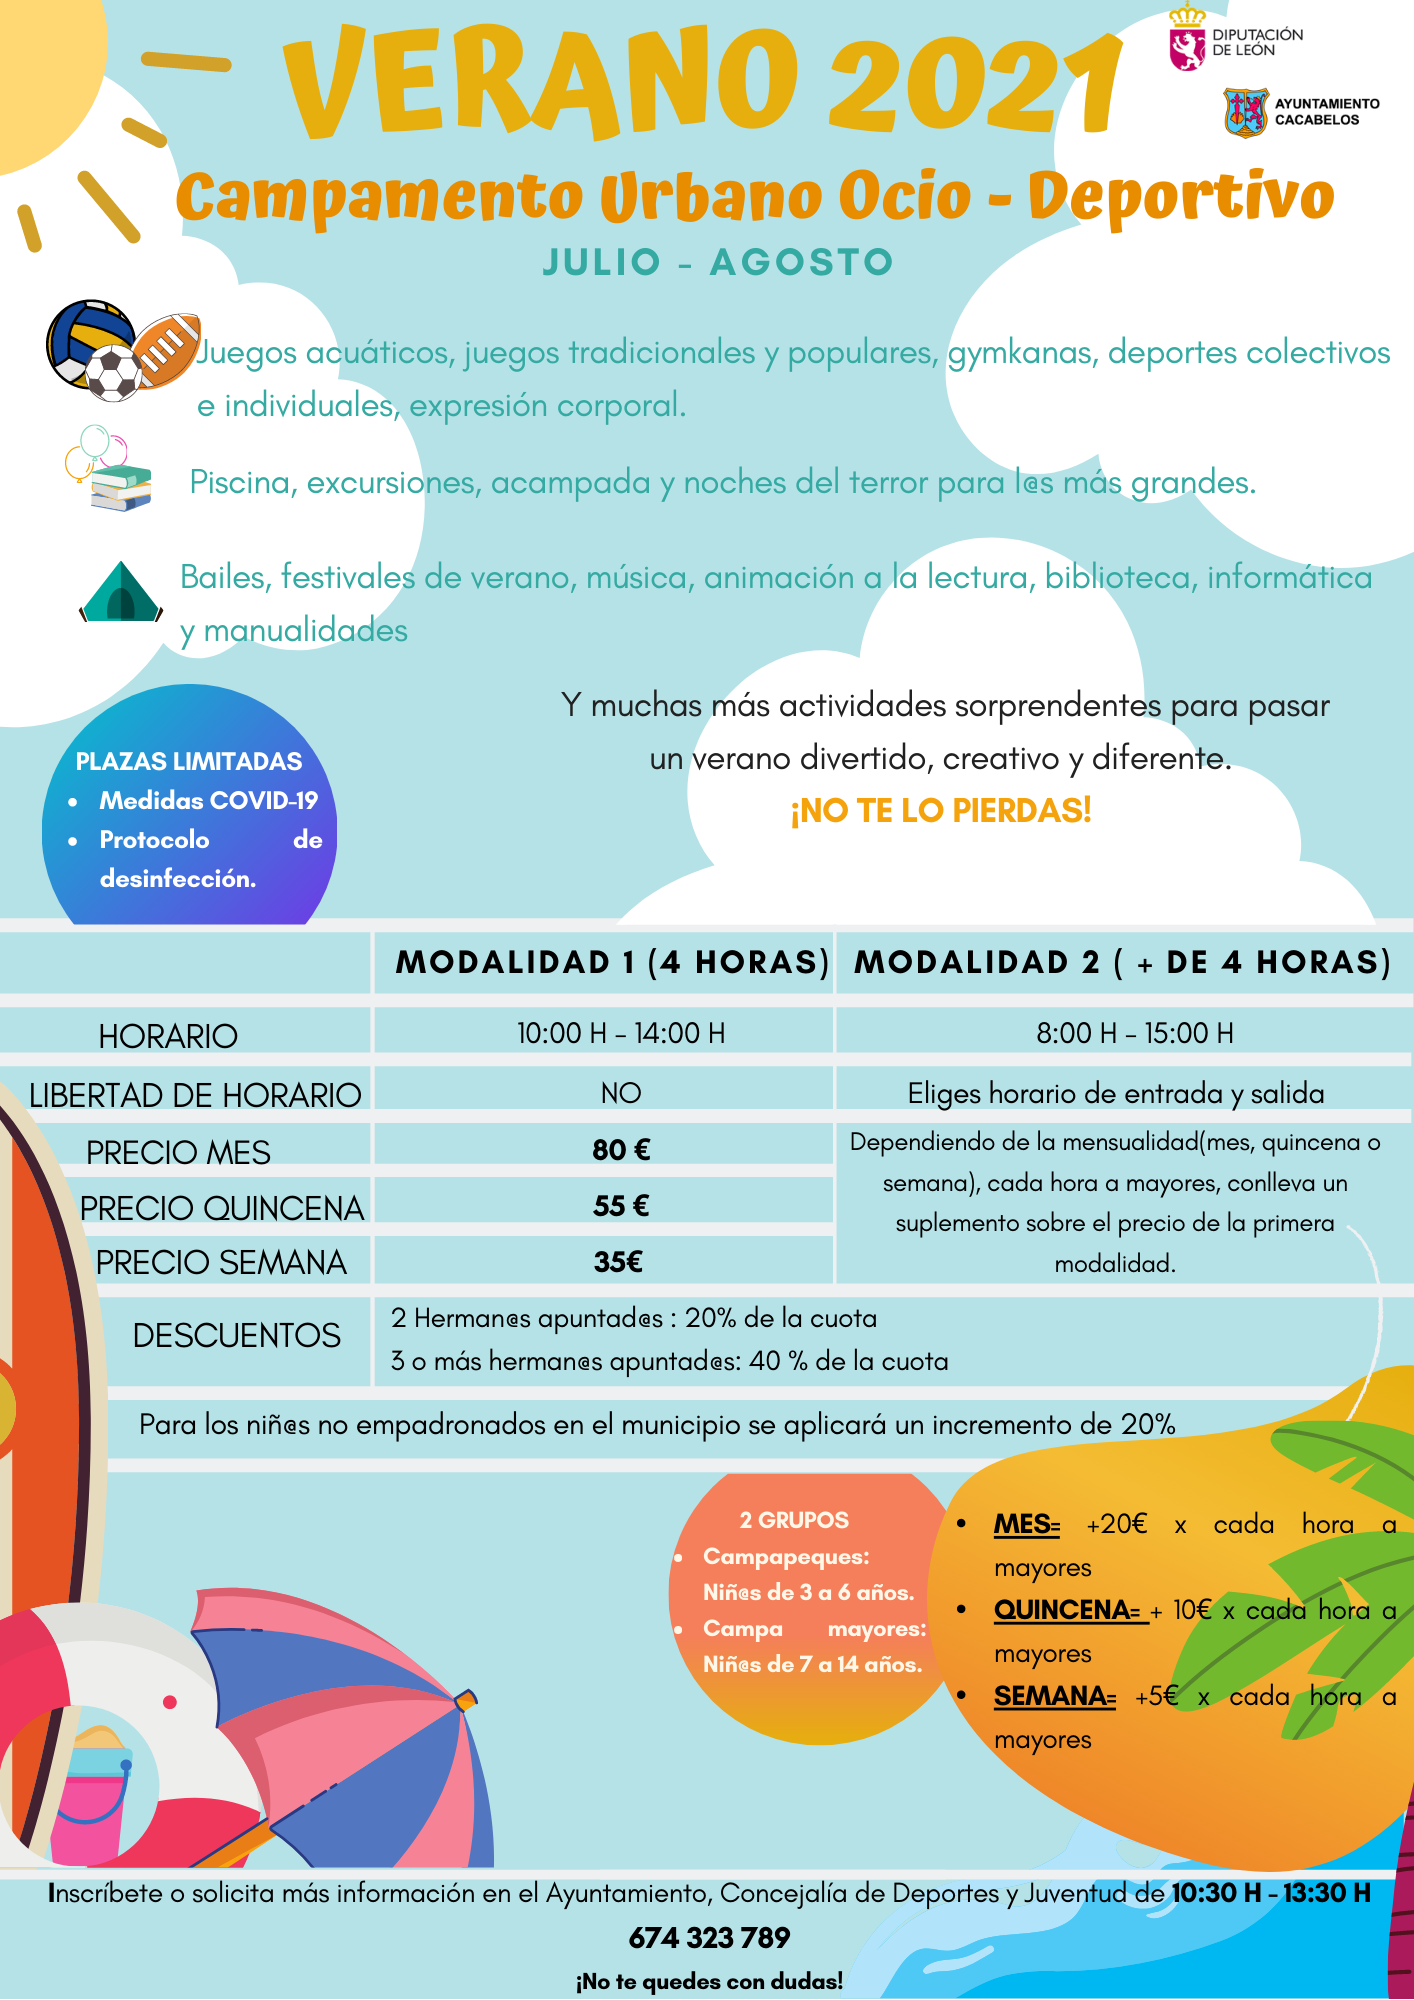 VERANO 2021
DIPUTACIÓN
DE LEÓN
AYUNTAMIENTO
CACABELOS
Campamento Urbano Ocio - Deportivo
JULIO - AGOSTO
Juegos acuáticos, juegos tradicionales y populares, gymkanas, deportes colectivos
e individuales, expresión corporal.
Piscina, excursiones, acampada y noches del terror para l@s más grandes.
Bailes, festivales de verano, música, animación a la lectura, biblioteca, informática
y manualidades
Y muchas más actividades sorprendentes para pasar
un verano divertido, creativo y diferente.
¡NO TE LO PIERDAS!
PLAZAS LIMITADAS
• Medidas COVID-19
• Protocolo de
desinfección.
MODALIDAD 1 (4 HORAS) MODALIDAD 2 ( + DE 4 HORAS)
HORARIO 10:00 H - 14:00 H 8:00 H - 15:00 H
LIBERTAD DE HORARIO NO Eliges horario de entrada y salida
PRECIO MES 80 €
PRECIO QUINCENA 55 €
PRECIO SEMANA 35€
Dependiendo de la mensualidad(mes, quincena o
semana), cada hora a mayores, conlleva un
suplemento sobre el precio de la primera
modalidad.
DESCUENTOS
2 Herman@s apuntad@s : 20% de la cuota
3 o más herman@s apuntad@s: 40 % de la cuota
Para los niñ@s no empadronados en el municipio se aplicará un incremento de 20%
2 GRUPOS
• Campapeques:
Niñ@s de 3 a 6 años.
• Campa mayores:
Niñ@s de 7 a 14 años.
• MES= +20€ x cada hora a
mayores
• QUINCENA= + 10€ x cada hora a
mayores
• SEMANA= +5€ x cada hora a
mayores
Inscríbete o solicita más información en el Ayuntamiento, Concejalía de Deportes y Juventud de 10:30 H - 13:30 H
674 323 789
¡No te quedes con dudas!